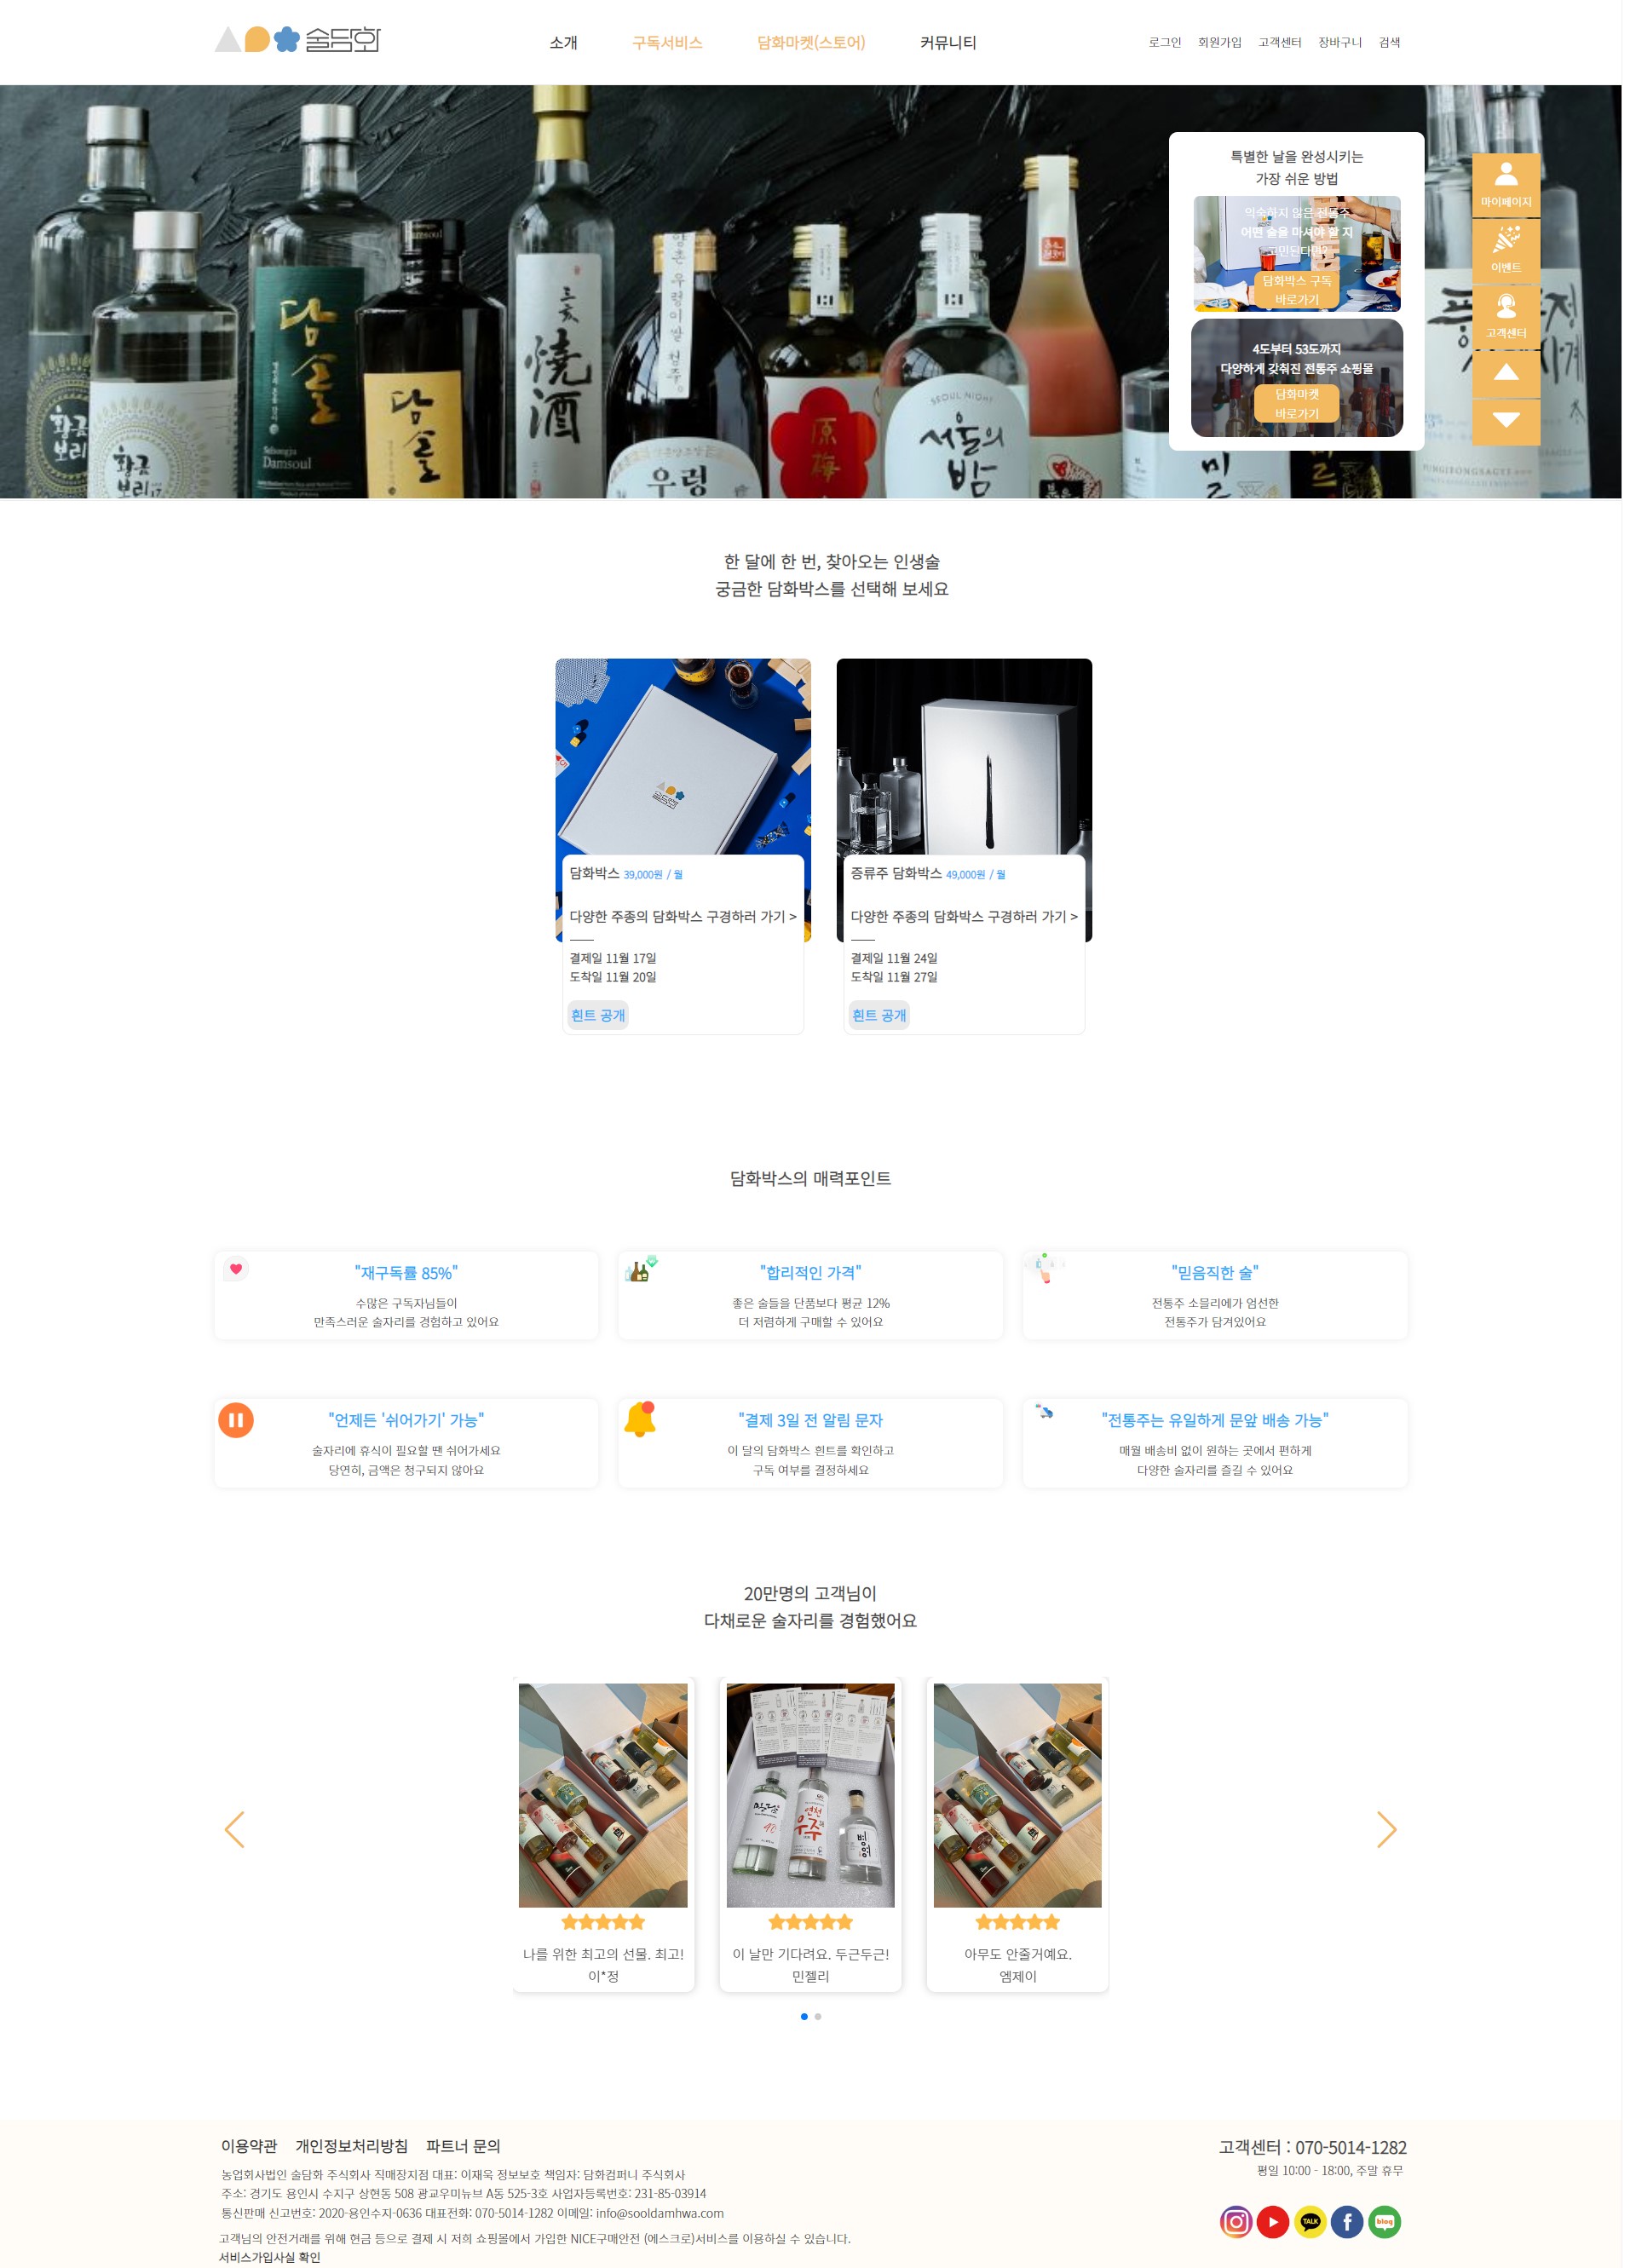 술담화
소개
구독서비스
담화마켓(스토어)
커뮤니티
로그인
회원가입
고객센터
장바구니
검색
황금
보리
황금
보리
담솔
Sulsongju
Damsoul
Damsoul
담솔
三亥
燒酒
우렁
原梅
SEOUL NIGHT
서울의
밤
특별한 날을 완성시키는
가장 쉬운 방법
익숙하지 않은 전통주
어떤 술을 마셔야 할 지
고민된다면?
담화박스 구독
바로가기
4도부터 53도까지
다양하게 갖춰진 전통주 쇼핑몰
담화마켓
바로가기
마이페이지
이벤트
고객센터
한 달에 한 번, 찾아오는 인생술
궁금한 담화박스를 선택해 보세요
술담화
담화박스 39,000원 / 월
다양한 주종의 담화박스 구경하러 가기 >
결제일 11월 17일
도착일 11월 20일
흰트 공개
증류주 담화박스 49,000원 / 월
다양한 주종의 담화박스 구경하러 가기 >
결제일 11월 24일
도착일 11월 27일
흰트 공개
담화박스의 매력포인트
"재구독률 85%"
수많은 구독자님들이
만족스러운 술자리를 경험하고 있어요
"합리적인 가격"
좋은 술들을 단품보다 평균 12%
더 저렴하게 구매할 수 있어요
"믿음직한 술"
전통주 소믈리에가 엄선한
전통주가 담겨있어요
"언제든 '쉬어가기' 가능"
술자리에 휴식이 필요할 땐 쉬어가세요
당연히, 금액은 청구되지 않아요
"결제 3일 전 알림 문자
이 달의 담화박스 흰트를 확인하고
구독 여부를 결정하세요
"전통주는 유일하게 문앞 배송 가능"
매월 배송비 없이 원하는 곳에서 편하게
다양한 술자리를 즐길 수 있어요
20만명의 고객님이
다채로운 술자리를 경험했어요
나를 위한 최고의 선물. 최고!
이*정
이 날만 기다려요. 두근두근!
민젤리
아무도 안줄거예요.
엠제이
이용약관
개인정보처리방침
파트너 문의
농업회사법인 술담화 주식회사 직매장지점 대표: 이재욱 정보보호 책임자: 담화컴퍼니 주식회사
주소: 경기도 용인시 수지구 상현동 508 광교우미뉴브 A동 525-3호 사업자등록번호: 231-85-03914
통신판매 신고번호: 2020-용인수지-0636 대표전화: 070-5014-1282 이메일: info@sooldamhwa.com
고객님의 안전거래를 위해 현금 등으로 결제 시 저희 쇼핑몰에서 가입한 NICE구매안전 (에스크로)서비스를 이용하실 수 있습니다.
서비스가입사실 확인
고객센터 : 070-5014-1282
평일 10:00 - 18:00, 주말 휴무
TALK
blog